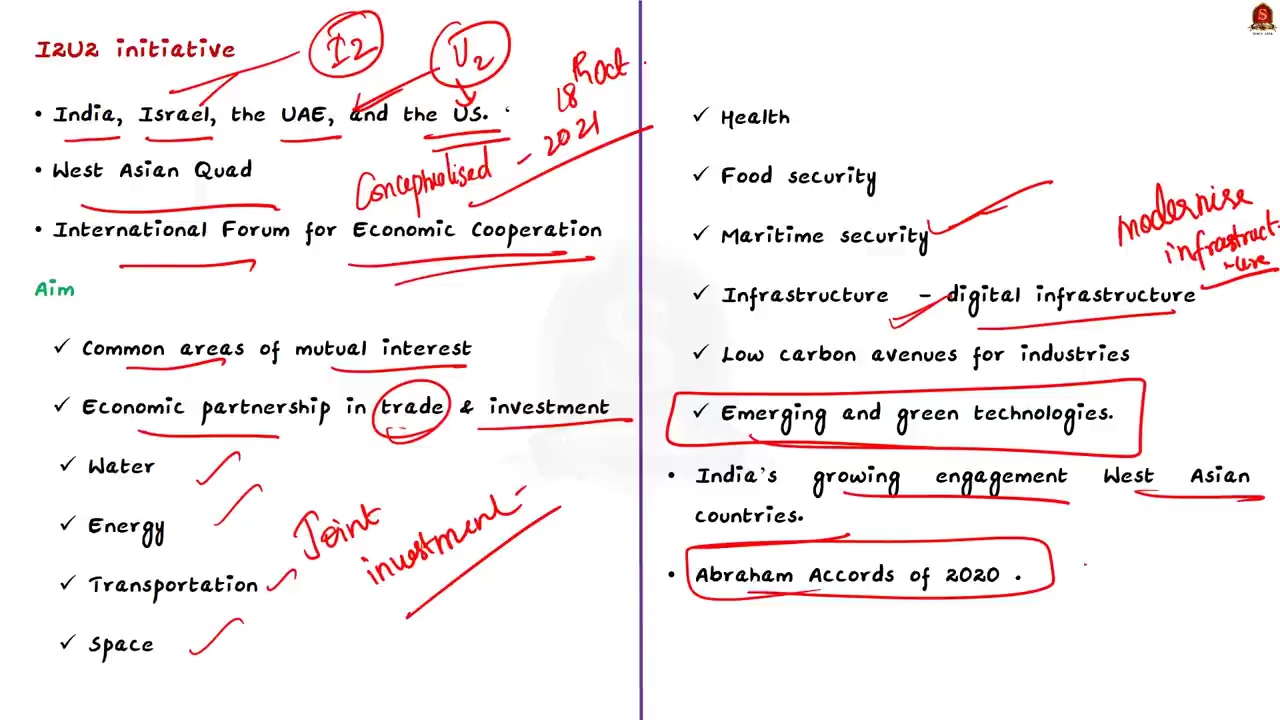 I2U2 initiative
I2
U2
18th Oct
2021
• India, Israel, the UAE, and the US.
• West Asian Quad
Conceptualised -
• International Forum for Economic Cooperation
Aim
✓ Common areas of mutual interest
✓ Economic partnership in trade & investment
✓ Water
✓ Energy
✓ Transportation
✓ Space
Joint
investment
✓ Health
✓ Food security
✓ Maritime security
modernise
infrastruct-
-ure
✓ Infrastructure - digital infrastructure
✓ Low carbon avenues for industries
✓ Emerging and green technologies.
• India's growing engagement West Asian
countries.
• Abraham Accords of 2020 .